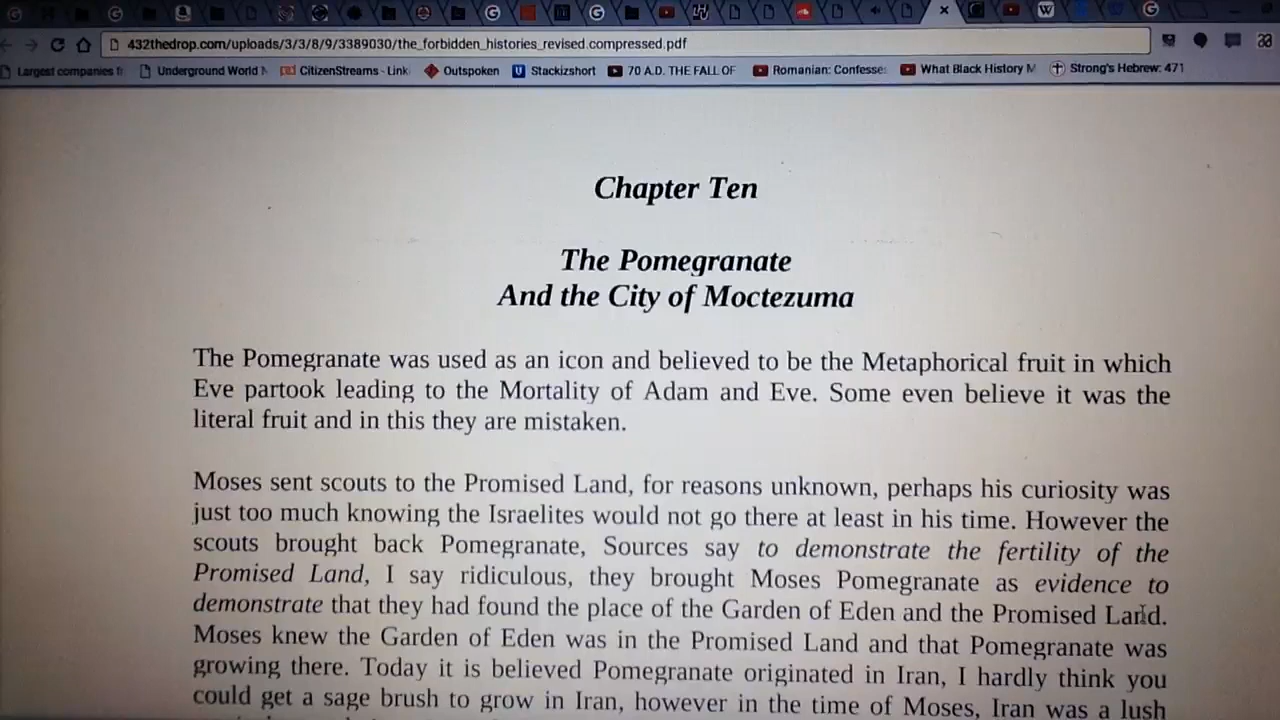 432thedrop.com/uploads/3/3/8/9/3389030/the_forbidden_histories_revised.compressed.pdf
Largest companies Underground World CitizenStreams - Link Outspoken Stackizshort 70 A.D. THE FALL OF Romanian: Confesse What Black History M Strong's Hebrew: 471
Chapter Ten
The Pomegranate
And the City of Moctezuma
The Pomegranate was used as an icon and believed to be the Metaphorical fruit in which
Eve partook leading to the Mortality of Adam and Eve. Some even believe it was the
literal fruit and in this they are mistaken.
Moses sent scouts to the Promised Land, for reasons unknown, perhaps his curiosity was
just too much knowing the Israelites would not go there at least in his time. However the
scouts brought back Pomegranate, Sources say to demonstrate the fertility of the
Promised Land, I say ridiculous, they brought Moses Pomegranate as evidence to
demonstrate that they had found the place of the Garden of Eden and the Promised Land.
Moses knew the Garden of Eden was in the Promised Land and that Pomegranate was
growing there. Today it is believed Pomegranate originated in Iran, I hardly think you
could get a sage brush to grow in Iran, however in the time of Moses, Iran was a lush